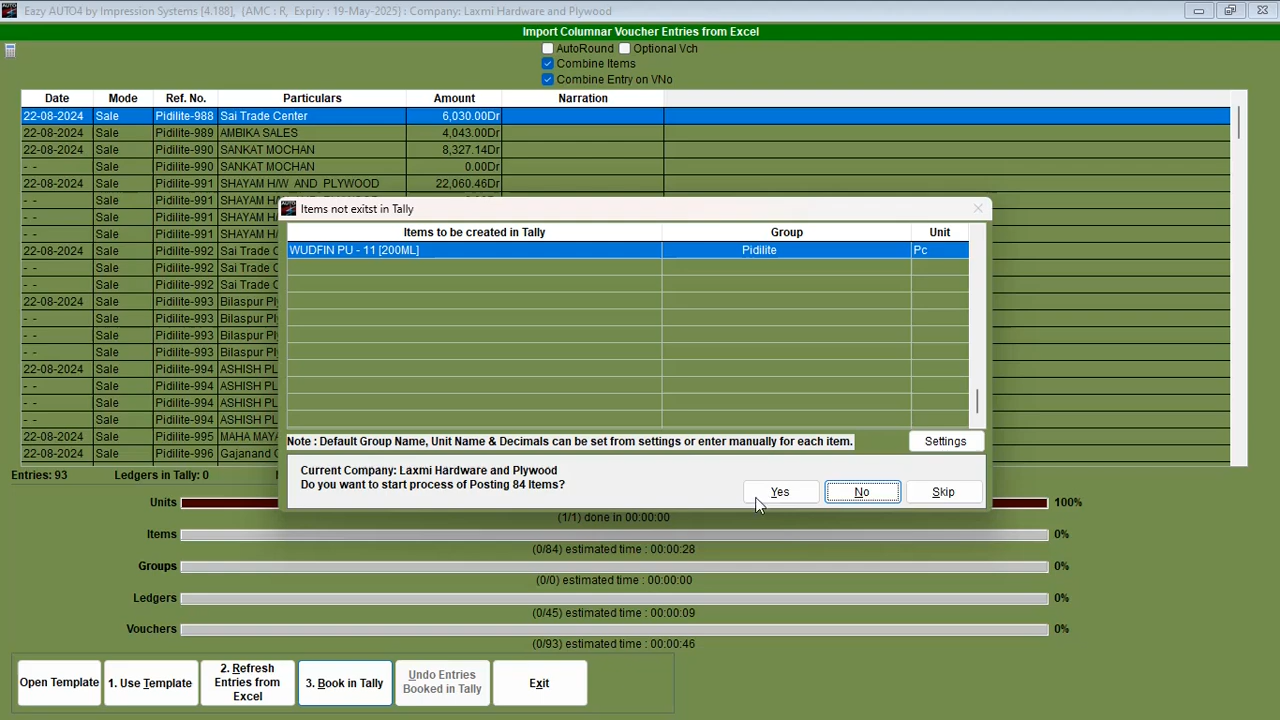 Eazy AUTO4 by Impression Systems [4.188], {AMC : R, Expiry : 19-May-2025} : Company: Laxmi Hardware and Plywood
Import Columnar Voucher Entries from Excel
AutoRound Optional Vch
Combine Items
Combine Entry on VNo
Date Mode Ref. No. Particulars Amount Narration
22-08-2024 Sale Pidilite-988 Sai Trade Center 6,030.00Dr
22-08-2024 Sale Pidilite-989 AMBIKA SALES 4,043.00Dr
22-08-2024 Sale Pidilite-990 SANKAT MOCHAN 8,327.14Dr
- - Sale Pidilite-990 SANKAT MOCHAN 0.00Dr
22-08-2024 Sale Pidilite-991 SHAYAM H/W AND PLYWOOD 22,060.46Dr
- - Sale Pidilite-991 SHAYAM H/
- - Sale Pidilite-991 SHAYAM H/
- - Sale Pidilite-991 SHAYAM H/
22-08-2024 Sale Pidilite-992 Sai Trade C
- - Sale Pidilite-992 Sai Trade C
- - Sale Pidilite-992 Sai Trade C
22-08-2024 Sale Pidilite-993 Bilaspur Pl
- - Sale Pidilite-993 Bilaspur Pl
- - Sale Pidilite-993 Bilaspur Pl
- - Sale Pidilite-993 Bilaspur Pl
22-08-2024 Sale Pidilite-994 ASHISH PL
- - Sale Pidilite-994 ASHISH PL
- - Sale Pidilite-994 ASHISH PL
- - Sale Pidilite-994 ASHISH PL
22-08-2024 Sale Pidilite-995 MAHA MAY
22-08-2024 Sale Pidilite-996 Gajanand C
Items not exitst in Tally
Items to be created in Tally Group Unit
WUDFIN PU - 11 [200ML] Pidilite Pc
Note : Default Group Name, Unit Name & Decimals can be set from settings or enter manually for each item. Settings
Current Company: Laxmi Hardware and Plywood
Do you want to start process of Posting 84 Items?
Yes No Skip
Entries: 93 Ledgers in Tally: 0
Units 100%
(1/1) done in 00:00:00
Items 0%
(0/84) estimated time : 00:00:28
Groups 0%
(0/0) estimated time : 00:00:00
Ledgers 0%
(0/45) estimated time : 00:00:09
Vouchers 0%
(0/93) estimated time : 00:00:46
Open Template
1. Use Template
2. Refresh
Entries from
Excel
3. Book in Tally
Undo Entries
Booked in Tally
Exit